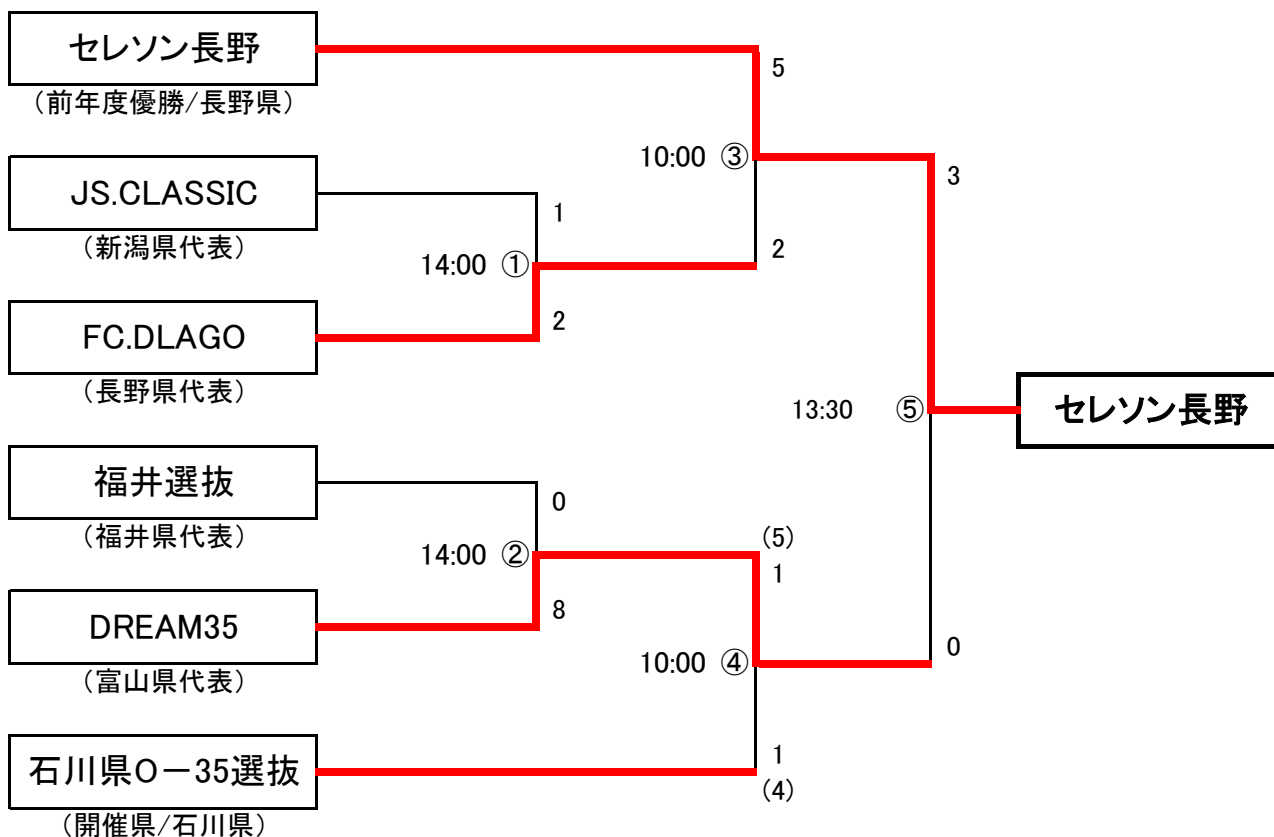 セレソン長野
（前年度優勝/長野県）
5
10:00 ③
3
JS.CLASSIC
（新潟県代表）
1
14:00 ①
2
FC.DLAGO
（長野県代表）
2
13:30 ⑤
セレソン長野
福井選抜
（福井県代表）
0
14:00 ②
(5)
1
DREAM35
（富山県代表）
8
10:00 ④
0
石川県O－35選抜
（開催県/石川県）
1
(4)